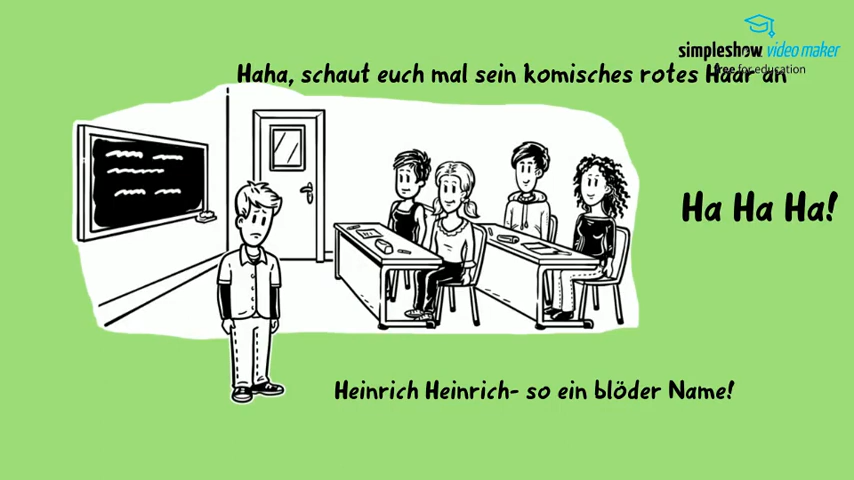 simpleshow video maker
free for education
Haha, schaut euch mal sein komisches rotes Haar an
Ha Ha Ha!
Heinrich Heinrich- so ein blöder Name!